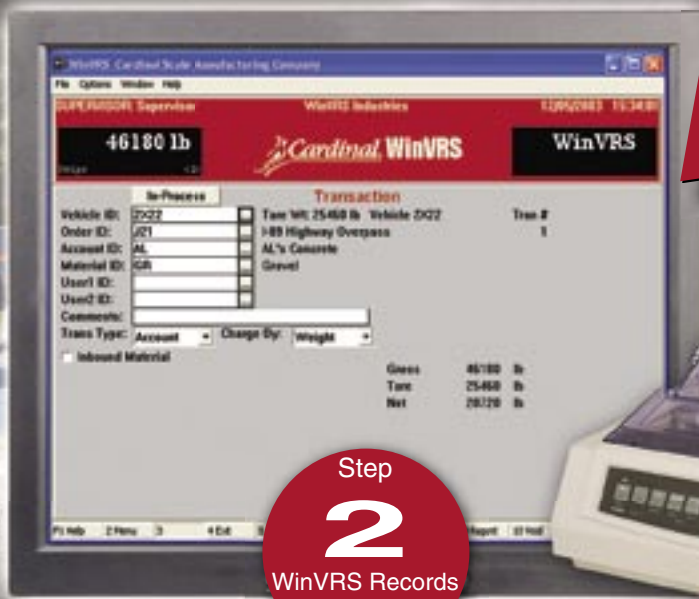 WinVRS Cardinal Scale Manufacturing Company
File Options Window Help
SUPERVISOR: Supervisor WinVRS Industries 12/05/2003
46180 lb Cardinal WinVRS WinVRS
In-Process Transaction
Vehicle ID: ZX22 Tare Wt: 25460 lb Vehicle ZX22 Tran #
Order ID: J21 I-89 Highway Overpass 1
Account ID: AL AL's Concrete
Material ID: GR Gravel
User1 ID:
User2 ID:
Comments:
Trans Type: Account Charge By: Weight
Inbound Material
Gross 46180 lb
Tare 25460 lb
Net 20720 lb
F1 Help 2 Menu 3 4 Exit
Step
2
WinVRS Records